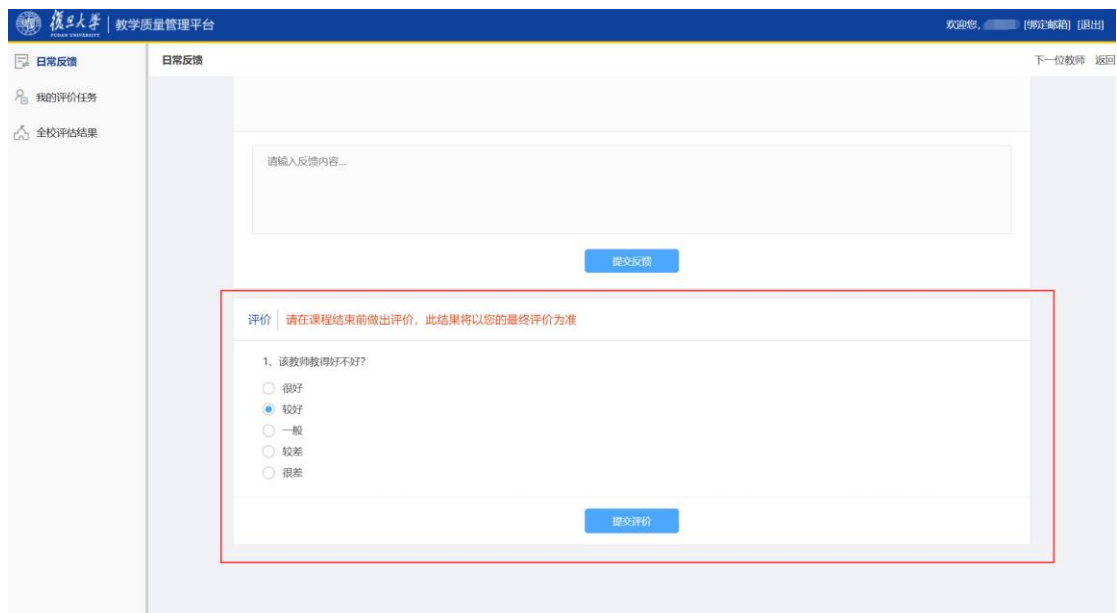 復旦大學 教学质量管理平台
FUDAN UNIVERSITY
欢迎您, [绑定邮箱] [退出]
日常反馈
我的评价任务
全校评估结果
日常反馈
下一位教师 返回
请输入反馈内容...
提交反馈
评价 请在课程结束前做出评价，此结果将以您的最终评价为准
1、该教师教得好不好?
很好
较好
一般
较差
很差
提交评价